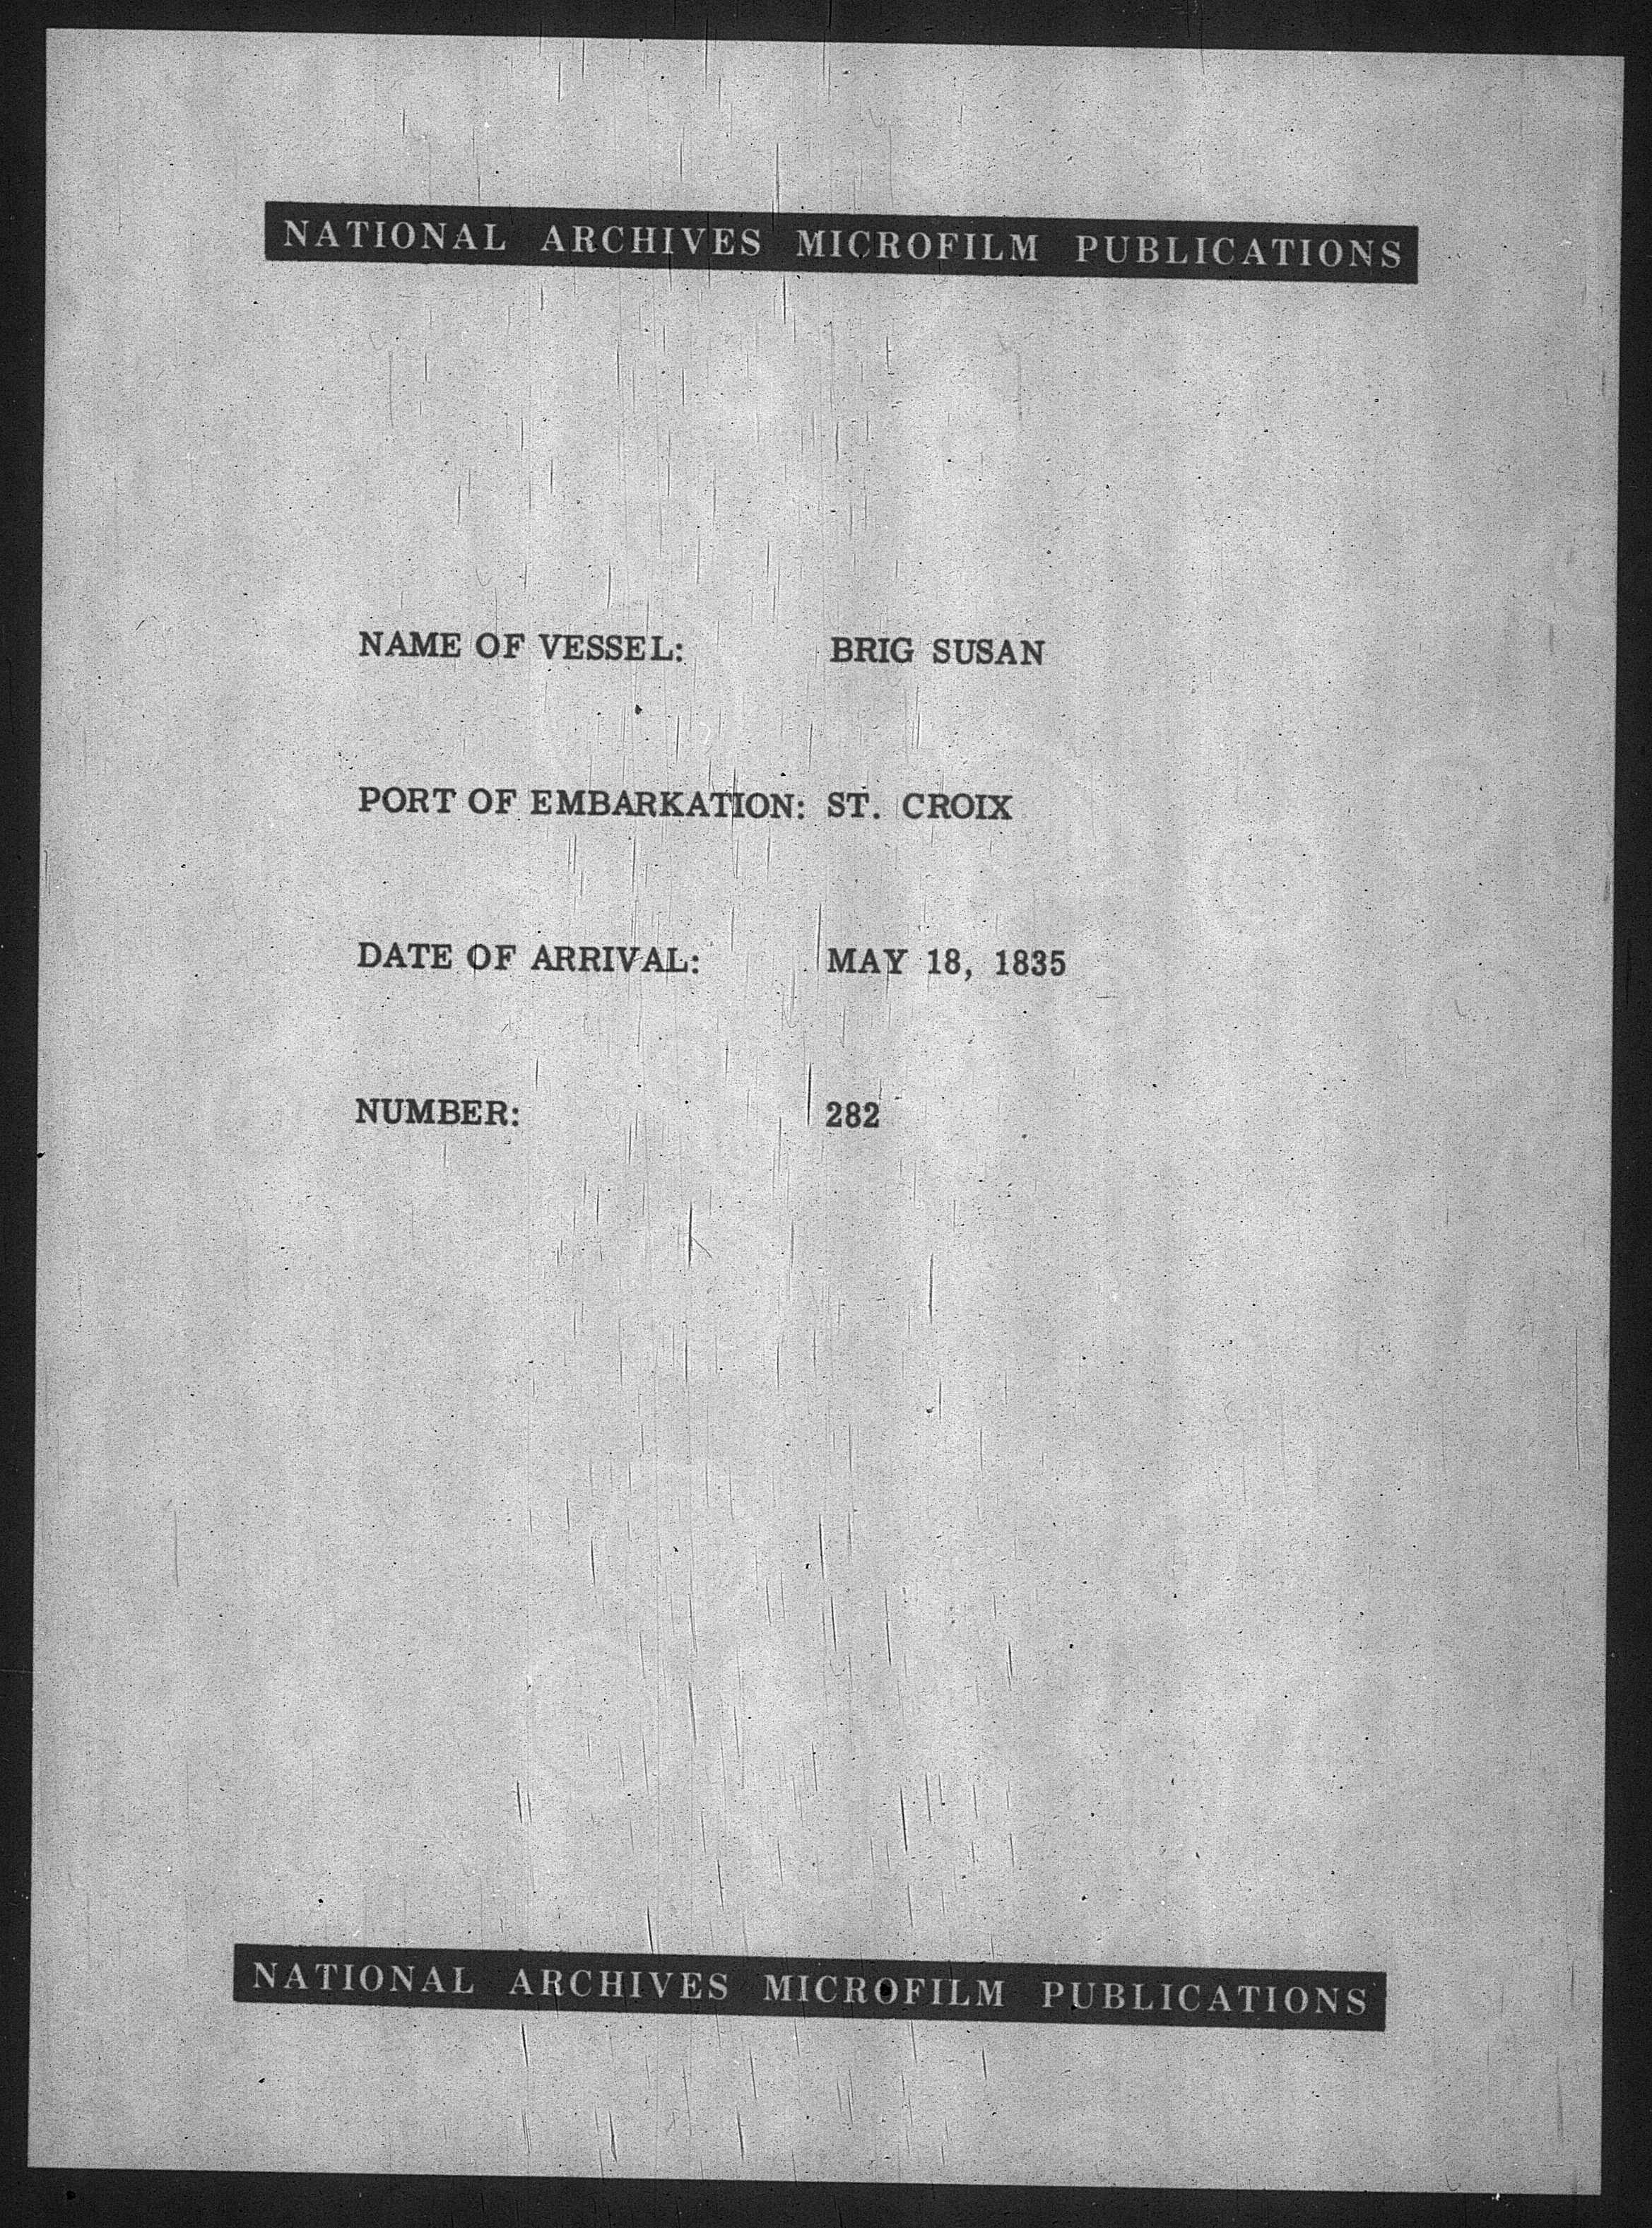 NATIONAL ARCHIVES MICROFILM PUBLICATIONS
NAME OF VESSEL: BRIG SUSAN
PORT OF EMBARKATION: ST. CROIX
DATE OF ARRIVAL: MAY 18, 1835
NUMBER: 282
NATIONAL ARCHIVES MICROFILM PUBLICATIONS